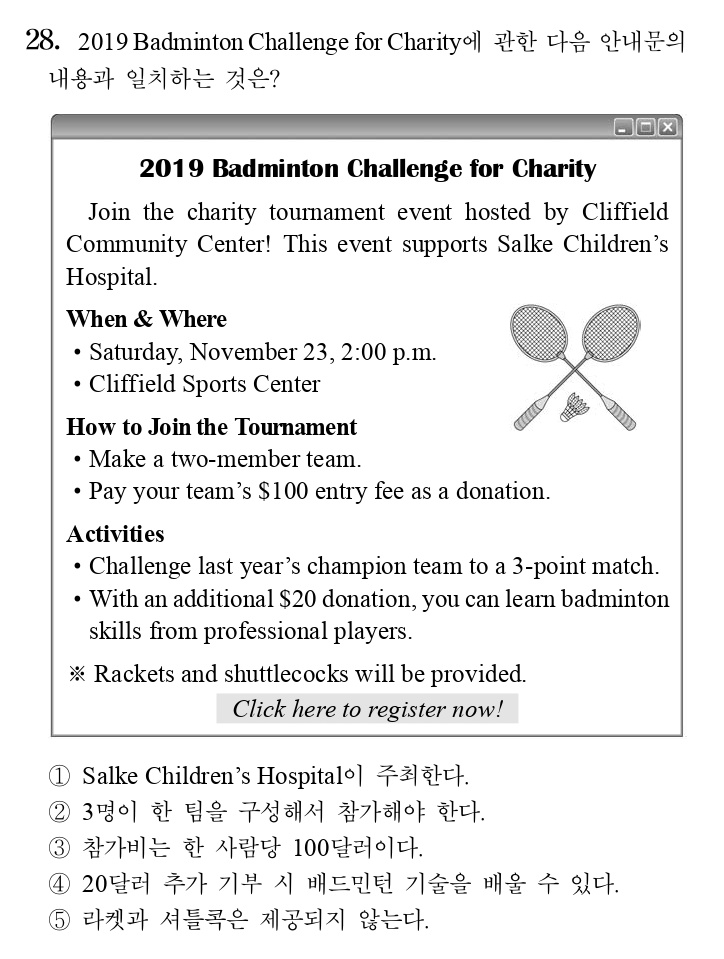 28. 2019 Badminton Challenge for Charity에 관한 다음 안내문의
내용과 일치하는 것은?
2019 Badminton Challenge for Charity
Join the charity tournament event hosted by Cliffield
Community Center! This event supports Salke Children's
Hospital.
When & Where
• Saturday, November 23, 2:00 p.m.
• Cliffield Sports Center
How to Join the Tournament
• Make a two-member team.
• Pay your team's $100 entry fee as a donation.
Activities
• Challenge last year's champion team to a 3-point match.
• With an additional $20 donation, you can learn badminton
skills from professional players.
※ Rackets and shuttlecocks will be provided.
Click here to register now!
① Salke Children's Hospital이 주최한다.
② 3명이 한 팀을 구성해서 참가해야 한다.
③ 참가비는 한 사람당 100달러이다.
④ 20달러 추가 기부 시 배드민턴 기술을 배울 수 있다.
⑤ 라켓과 셔틀콕은 제공되지 않는다.